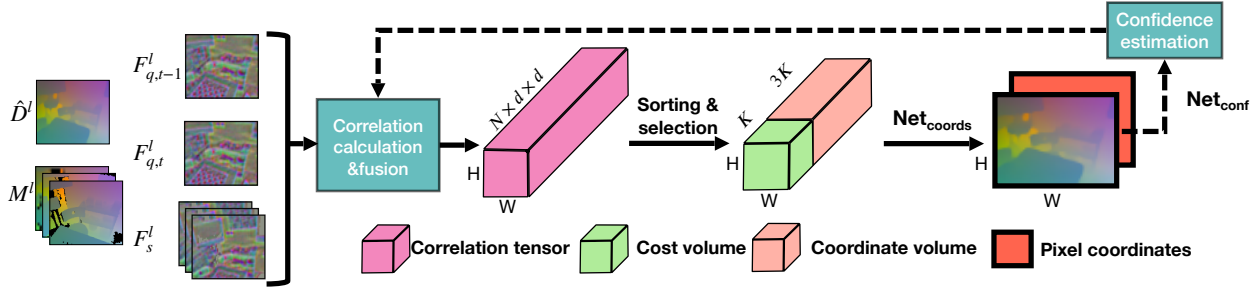 F^l_{q,t−1}
D̂^l
F^l_{q,t}
M^l
F^l_s
Correlation
calculation
&fusion
N × d × d
H
W
Sorting &
selection
K
3K
H
W
Net_coords
H
W
Confidence
estimation
Net_conf
Correlation tensor
Cost volume
Coordinate volume
Pixel coordinates